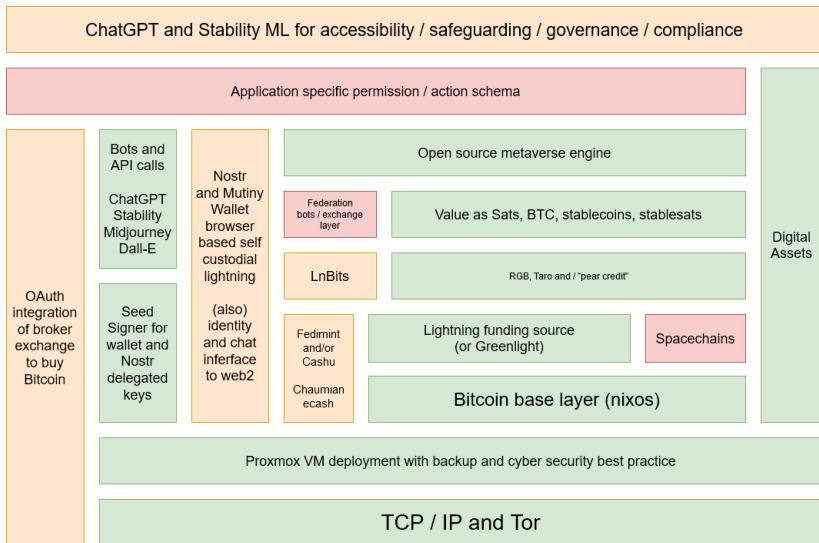 ChatGPT and Stability ML for accessibility / safeguarding / governance / compliance
Application specific permission / action schema
Bots and
API calls
ChatGPT
Stability
Midjourney
Dall-E
Nostr
and Mutiny
Wallet
browser
based self
custodial
lightning
(also)
identity
and chat
inferface
to web2
Open source metaverse engine
Federation
bots / exchange
layer
Value as Sats, BTC, stablecoins, stablesats
Digital
Assets
OAuth
integration
of broker
exchange
to buy
Bitcoin
LnBits
RGB, Taro and / "pear credit"
Seed
Signer for
wallet and
Nostr
delegated
keys
Fedimint
and/or
Cashu
Chaumian
ecash
Lightning funding source
(or Greenlight)
Spacechains
Bitcoin base layer (nixos)
Proxmox VM deployment with backup and cyber security best practice
TCP / IP and Tor